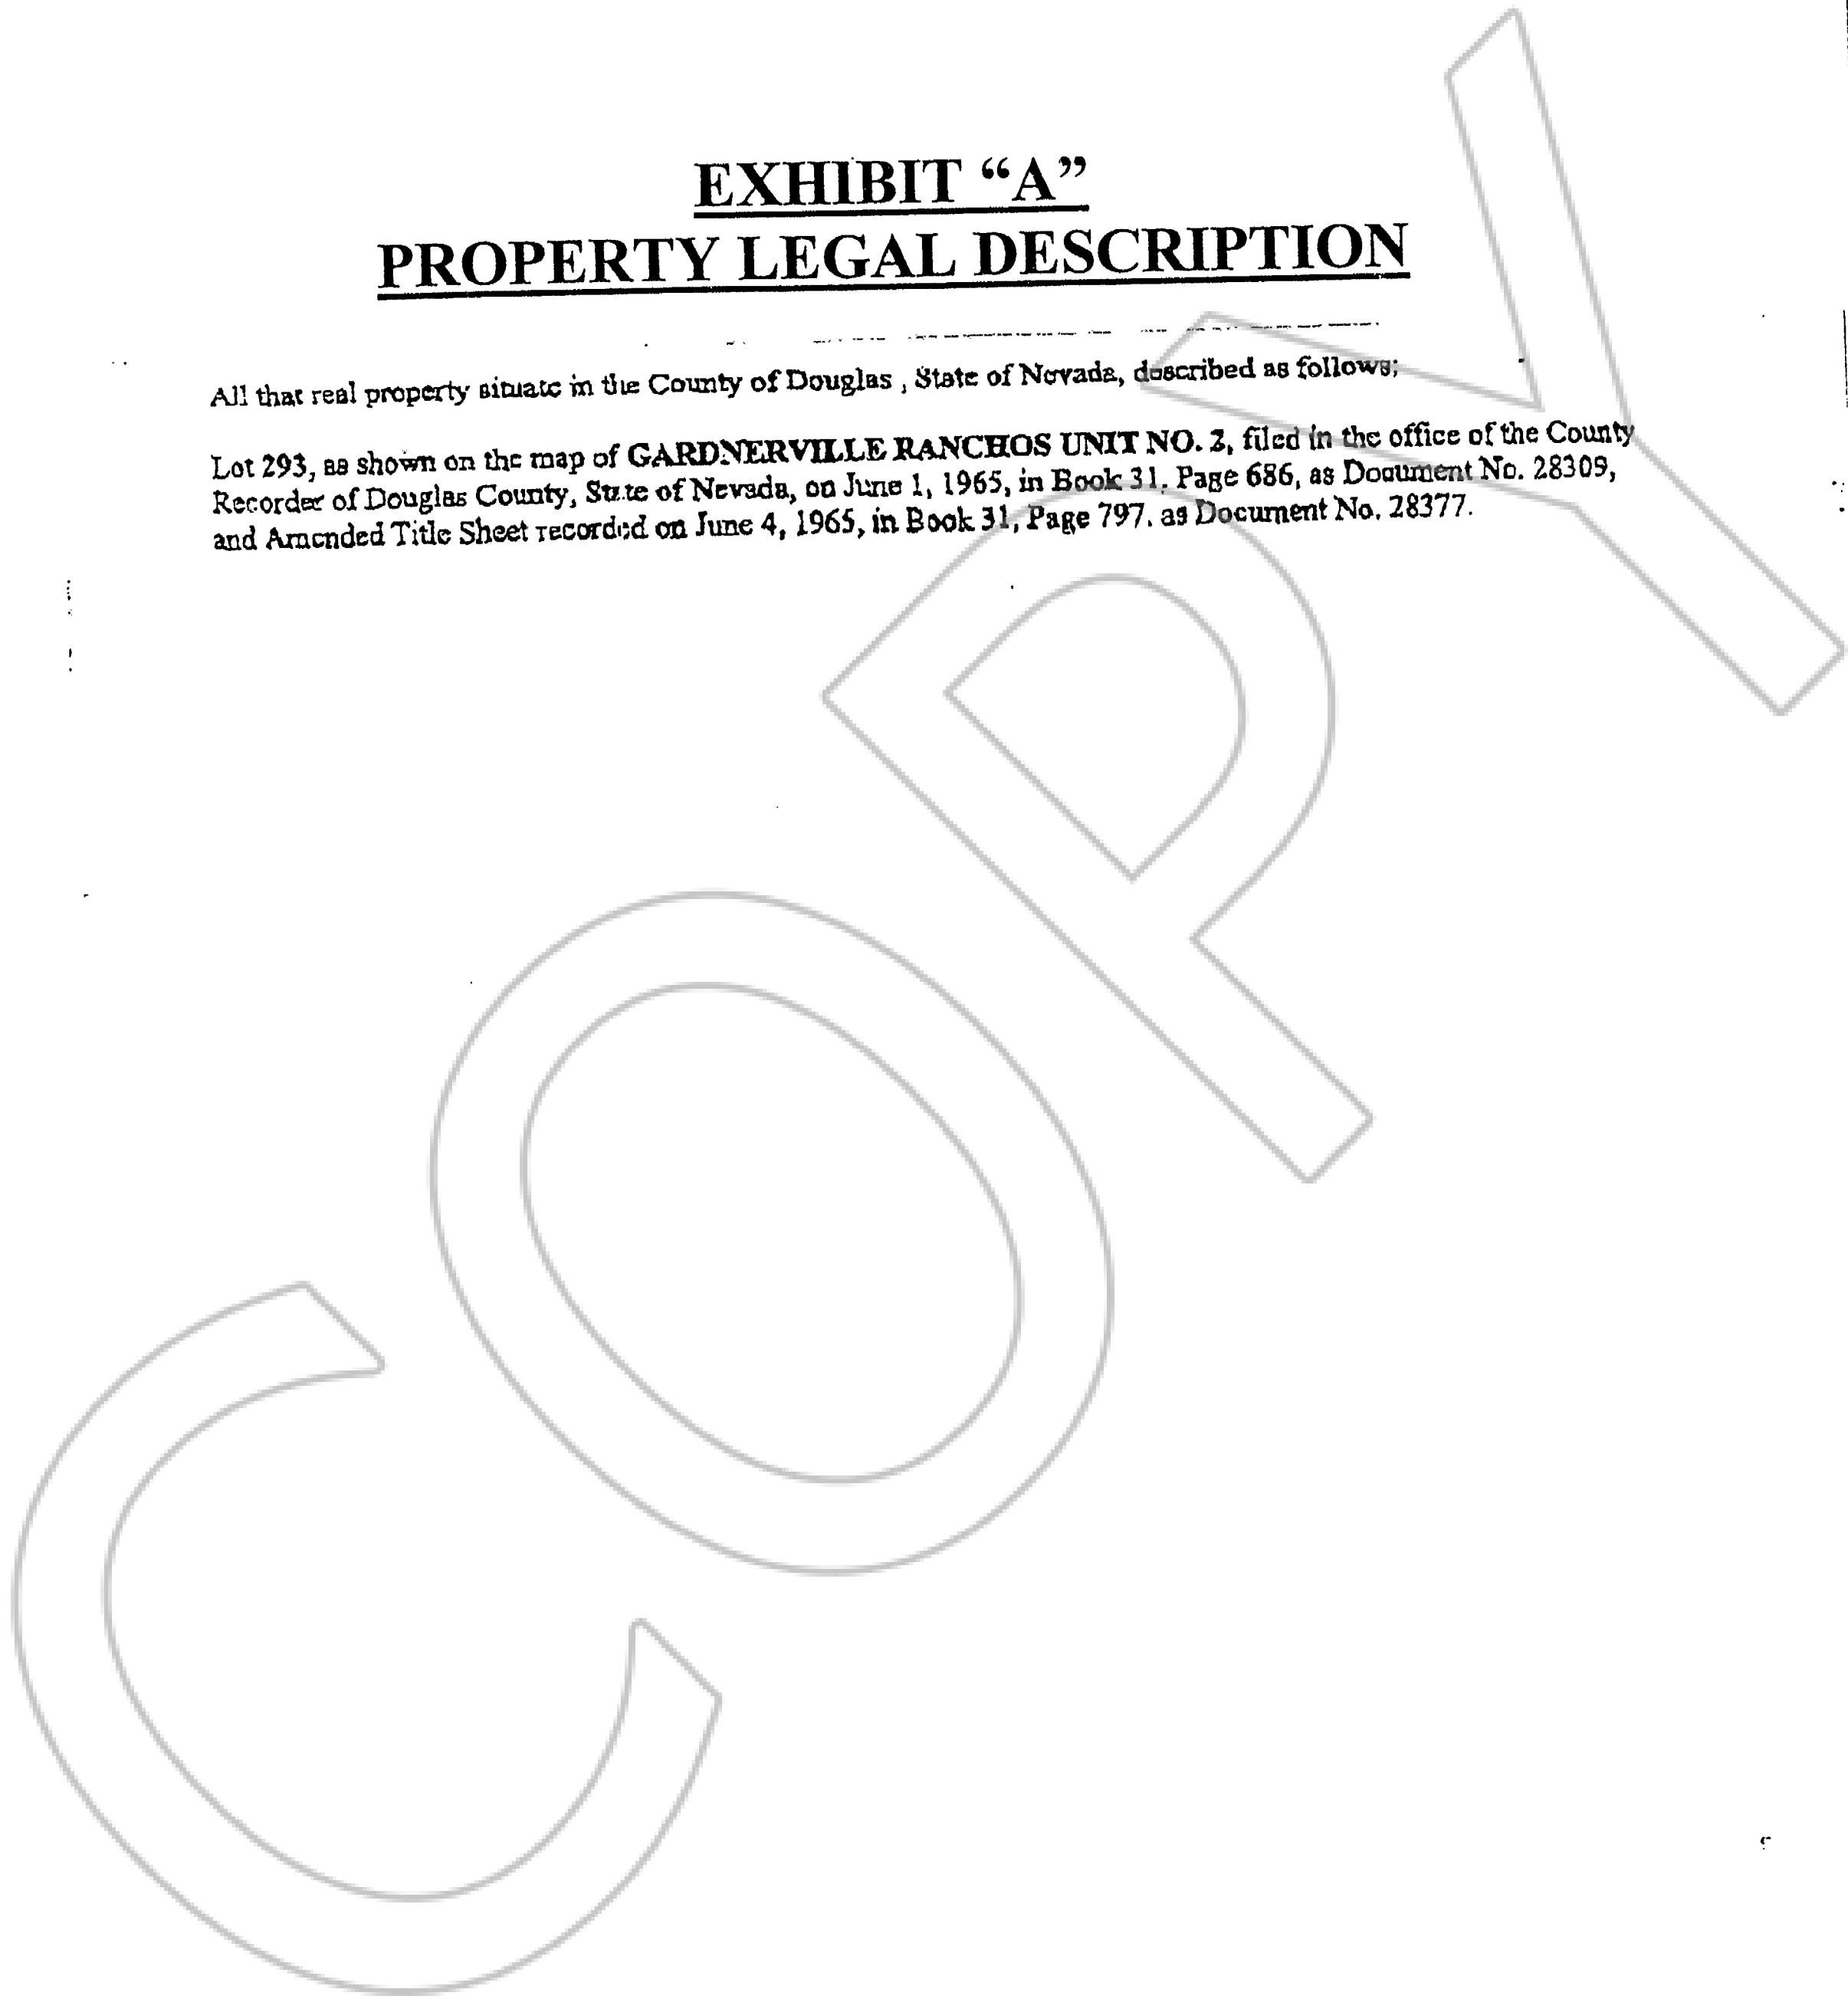 EXHIBIT “A”
PROPERTY LEGAL DESCRIPTION
All that real property situate in the County of Douglas , State of Nevada, described as follows;
Lot 293, as shown on the map of GARDNERVILLE RANCHOS UNIT NO. 2, filed in the office of the County
Recorder of Douglas County, State of Nevada, on June 1, 1965, in Book 31, Page 686, as Document No. 28309,
and Amended Title Sheet recorded on June 4, 1965, in Book 31, Page 797, as Document No. 28377.
COPY